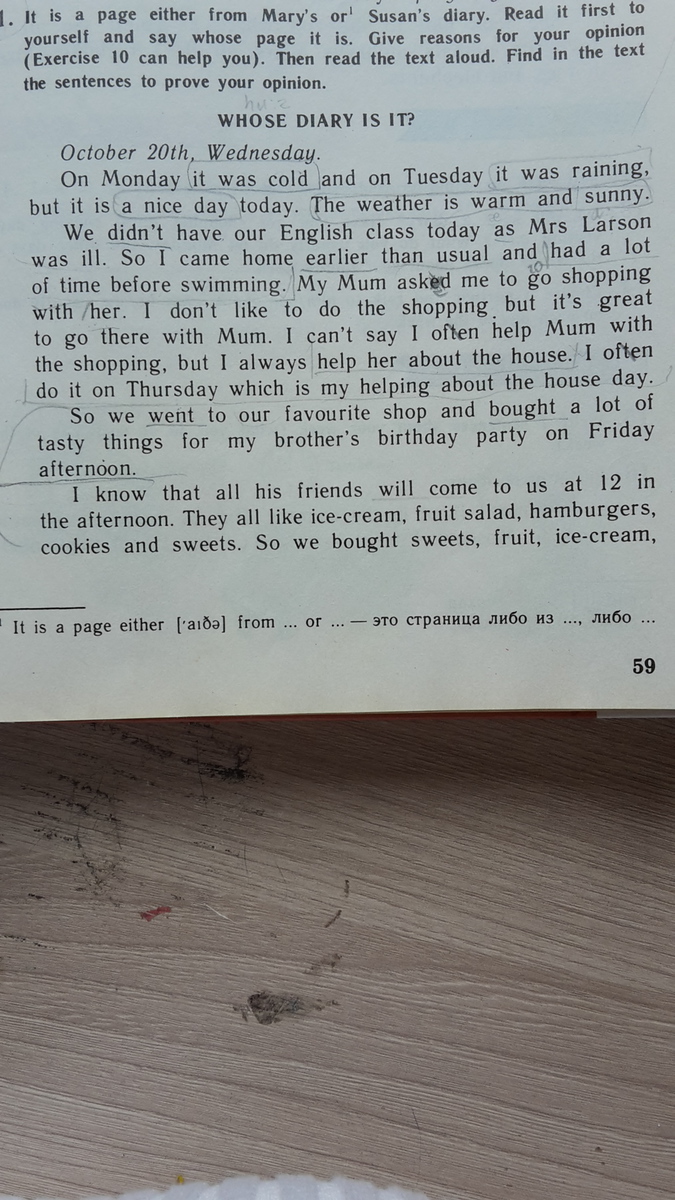 1. It is a page either from Mary's or¹ Susan's diary. Read it first to
yourself and say whose page it is. Give reasons for your opinion
(Exercise 10 can help you). Then read the text aloud. Find in the text
the sentences to prove your opinion.
WHOSE DIARY IS IT?
October 20th, Wednesday.
On Monday it was cold and on Tuesday it was raining,
but it is a nice day today. The weather is warm and sunny.
We didn't have our English class today as Mrs Larson
was ill. So I came home earlier than usual and had a lot
of time before swimming. My Mum asked me to go shopping
with her. I don't like to do the shopping but it's great
to go there with Mum. I can't say I often help Mum with
the shopping, but I always help her about the house. I often
do it on Thursday which is my helping about the house day.
So we went to our favourite shop and bought a lot of
tasty things for my brother's birthday party on Friday
afternoon.
I know that all his friends will come to us at 12 in
the afternoon. They all like ice-cream, fruit salad, hamburgers,
cookies and sweets. So we bought sweets, fruit, ice-cream,
¹ It is a page either [ˈaɪðə] from ... or ... — это страница либо из ..., либо ...
59